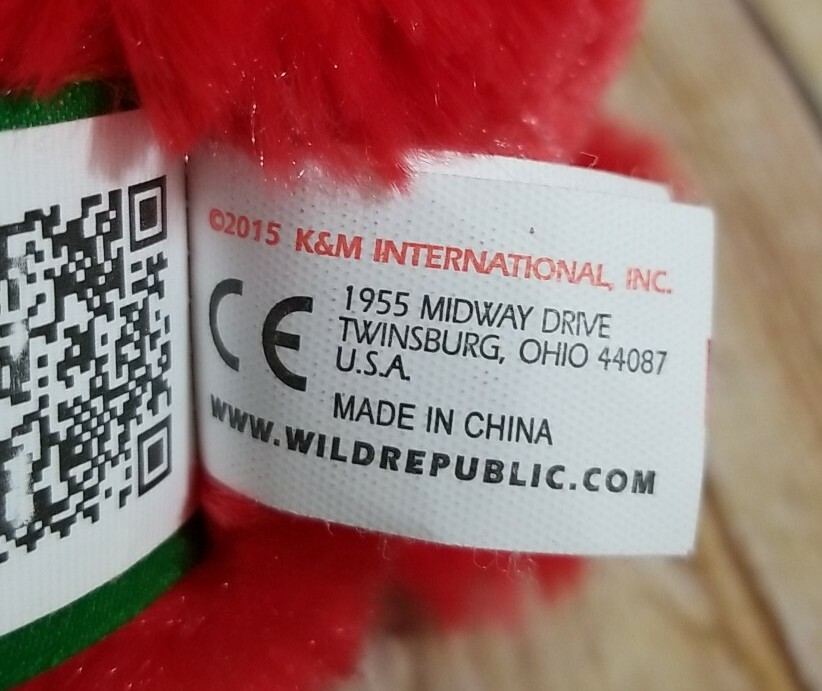 ©2015 K&M INTERNATIONAL, INC.
CE
1955 MIDWAY DRIVE
TWINSBURG, OHIO 44087
U.S.A.
MADE IN CHINA
WWW.WILDREPUBLIC.COM